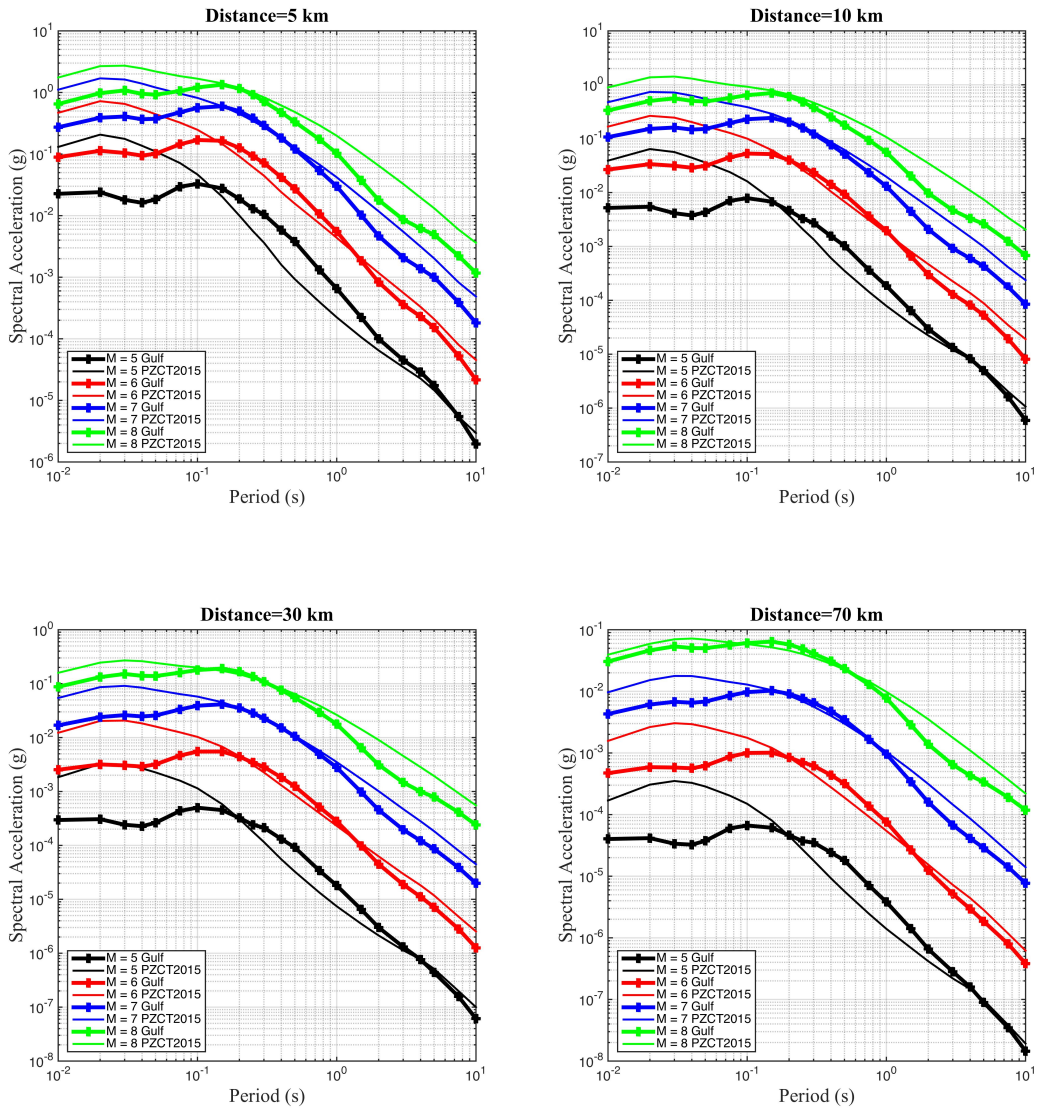 Distance=5 km
Spectral Acceleration (g)
10^1
10^0
10^-1
10^-2
10^-3
10^-4
10^-5
10^-6
M = 5 Gulf
M = 5 PZCT2015
M = 6 Gulf
M = 6 PZCT2015
M = 7 Gulf
M = 7 PZCT2015
M = 8 Gulf
M = 8 PZCT2015
10^-2 10^-1 10^0 10^1
Period (s)
Distance=10 km
Spectral Acceleration (g)
10^1
10^0
10^-1
10^-2
10^-3
10^-4
10^-5
10^-6
10^-7
M = 5 Gulf
M = 5 PZCT2015
M = 6 Gulf
M = 6 PZCT2015
M = 7 Gulf
M = 7 PZCT2015
M = 8 Gulf
M = 8 PZCT2015
10^-2 10^-1 10^0 10^1
Period (s)
Distance=30 km
Spectral Acceleration (g)
10^0
10^-1
10^-2
10^-3
10^-4
10^-5
10^-6
10^-7
10^-8
M = 5 Gulf
M = 5 PZCT2015
M = 6 Gulf
M = 6 PZCT2015
M = 7 Gulf
M = 7 PZCT2015
M = 8 Gulf
M = 8 PZCT2015
10^-2 10^-1 10^0 10^1
Period (s)
Distance=70 km
Spectral Acceleration (g)
10^-1
10^-2
10^-3
10^-4
10^-5
10^-6
10^-7
10^-8
M = 5 Gulf
M = 5 PZCT2015
M = 6 Gulf
M = 6 PZCT2015
M = 7 Gulf
M = 7 PZCT2015
M = 8 Gulf
M = 8 PZCT2015
10^-2 10^-1 10^0 10^1
Period (s)